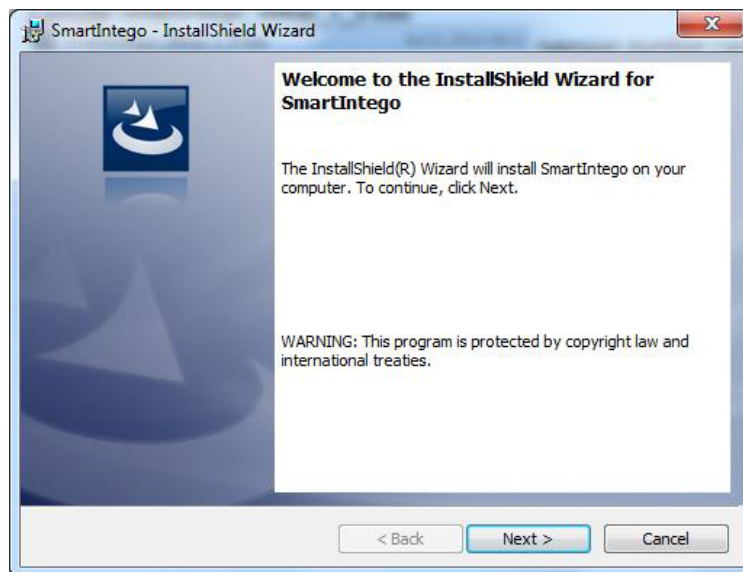 SmartIntego - InstallShield Wizard
Welcome to the InstallShield Wizard for
SmartIntego
The InstallShield(R) Wizard will install SmartIntego on your
computer. To continue, click Next.
WARNING: This program is protected by copyright law and
international treaties.
< Back
Next >
Cancel